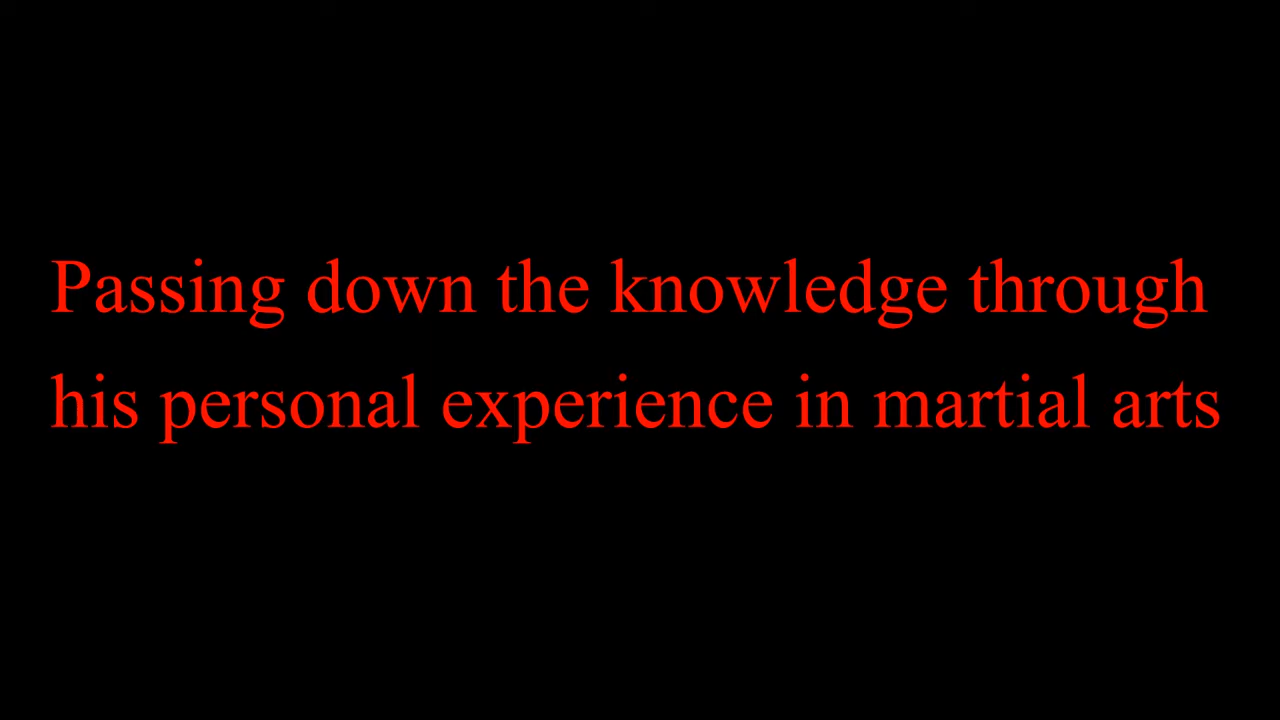 Passing down the knowledge through
his personal experience in martial arts